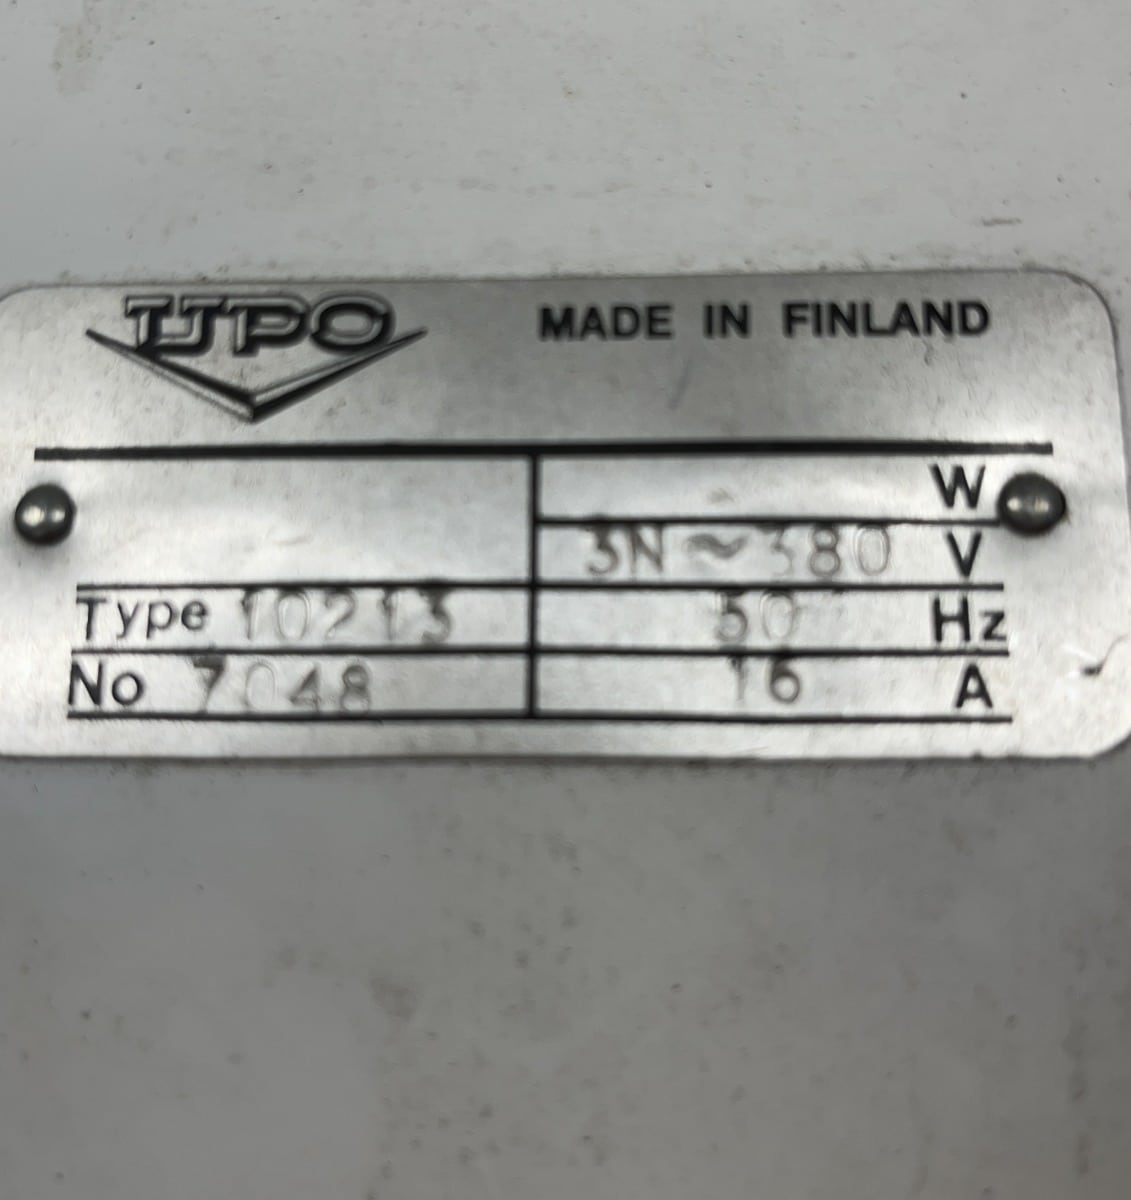 UPO MADE IN FINLAND
W
3N ~ 380 V
Type 10213 50 Hz
No 7048 16 A